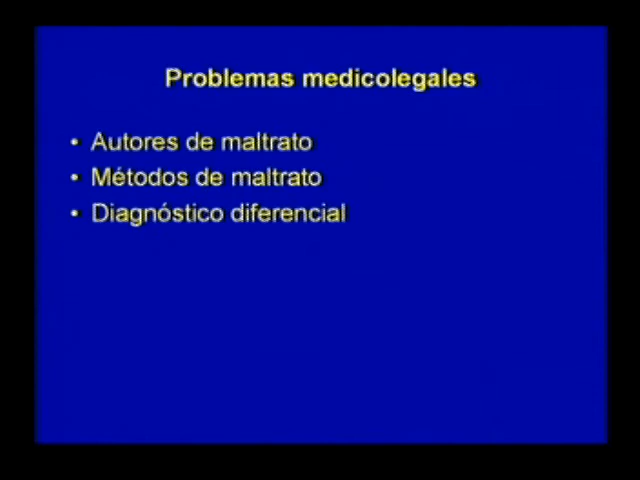 Problemas medicolegales
• Autores de maltrato
• Métodos de maltrato
• Diagnóstico diferencial